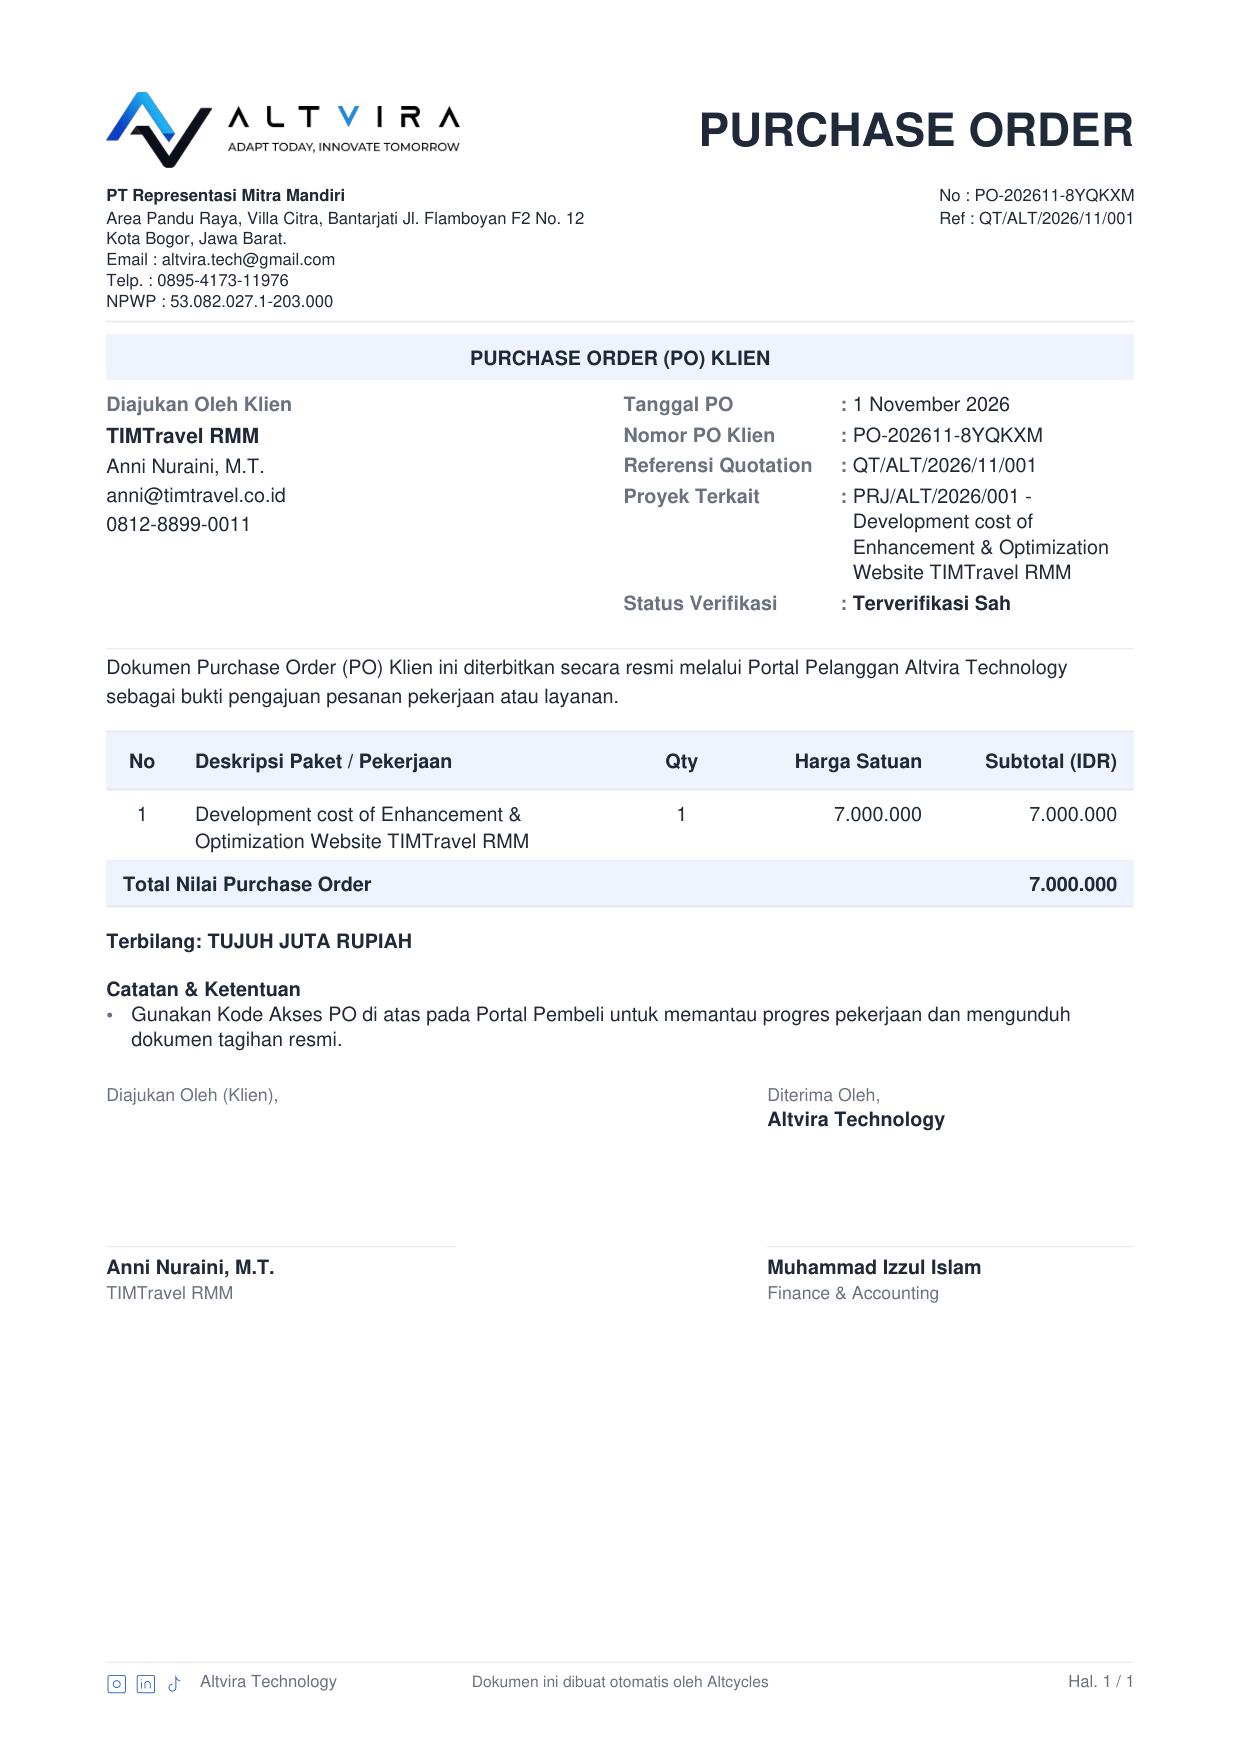 ALTVIRA
ADAPT TODAY, INNOVATE TOMORROW
PURCHASE ORDER
PT Representasi Mitra Mandiri
Area Pandu Raya, Villa Citra, Bantarjati Jl. Flamboyan F2 No. 12
Kota Bogor, Jawa Barat.
Email : altvira.tech@gmail.com
Telp. : 0895-4173-11976
NPWP : 53.082.027.1-203.000
No : PO-202611-8YQKXM
Ref : QT/ALT/2026/11/001
PURCHASE ORDER (PO) KLIEN
Diajukan Oleh Klien
TIMTravel RMM
Anni Nuraini, M.T.
anni@timtravel.co.id
0812-8899-0011
Tanggal PO : 1 November 2026
Nomor PO Klien : PO-202611-8YQKXM
Referensi Quotation : QT/ALT/2026/11/001
Proyek Terkait : PRJ/ALT/2026/001 -
Development cost of
Enhancement & Optimization
Website TIMTravel RMM
Status Verifikasi : Terverifikasi Sah
Dokumen Purchase Order (PO) Klien ini diterbitkan secara resmi melalui Portal Pelanggan Altvira Technology
sebagai bukti pengajuan pesanan pekerjaan atau layanan.
No Deskripsi Paket / Pekerjaan Qty Harga Satuan Subtotal (IDR)
1 Development cost of Enhancement & 1 7.000.000 7.000.000
Optimization Website TIMTravel RMM
Total Nilai Purchase Order 7.000.000
Terbilang: TUJUH JUTA RUPIAH
Catatan & Ketentuan
• Gunakan Kode Akses PO di atas pada Portal Pembeli untuk memantau progres pekerjaan dan mengunduh
dokumen tagihan resmi.
Diajukan Oleh (Klien),
Diterima Oleh,
Altvira Technology
Anni Nuraini, M.T.
TIMTravel RMM
Muhammad Izzul Islam
Finance & Accounting
Altvira Technology Dokumen ini dibuat otomatis oleh Altcycles Hal. 1 / 1